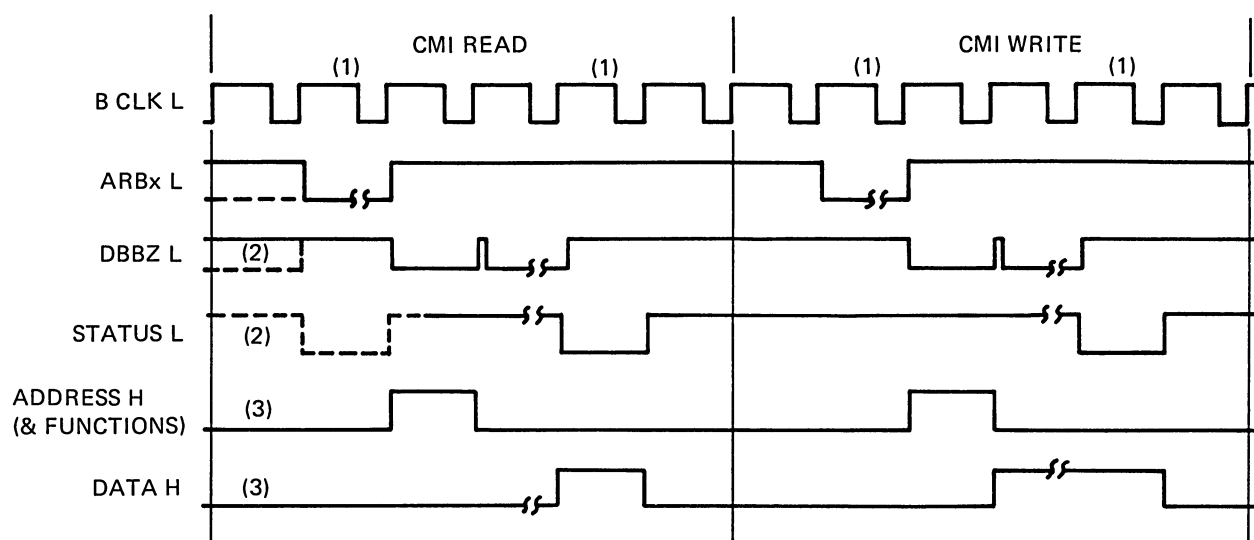 CMI READ CMI WRITE
(1) (1) (1) (1)
B CLK L
ARBx L
DBBZ L (2)
STATUS L (2)
ADDRESS H
(& FUNCTIONS) (3)
DATA H (3)